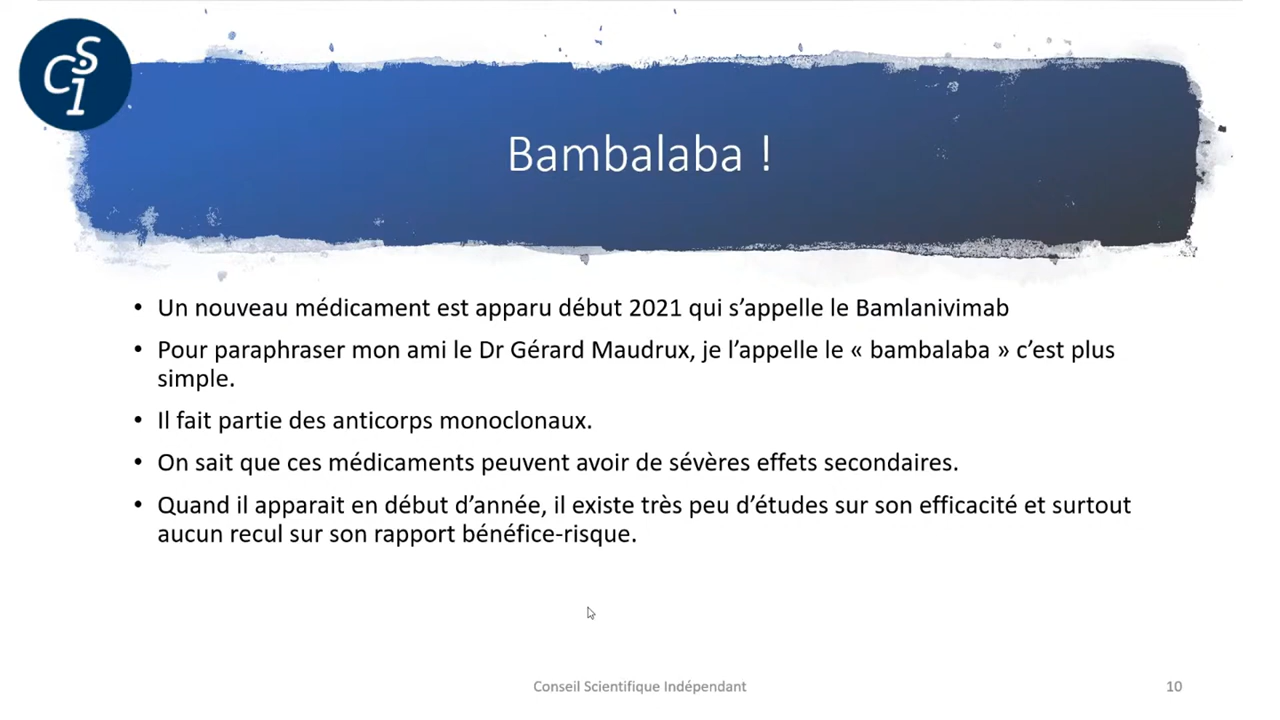 CSI
Bambalaba !
• Un nouveau médicament est apparu début 2021 qui s’appelle le Bamlanivimab
• Pour paraphraser mon ami le Dr Gérard Maudrux, je l’appelle le « bambalaba » c’est plus
simple.
• Il fait partie des anticorps monoclonaux.
• On sait que ces médicaments peuvent avoir de sévères effets secondaires.
• Quand il apparait en début d’année, il existe très peu d’études sur son efficacité et surtout
aucun recul sur son rapport bénéfice-risque.
Conseil Scientifique Indépendant
10